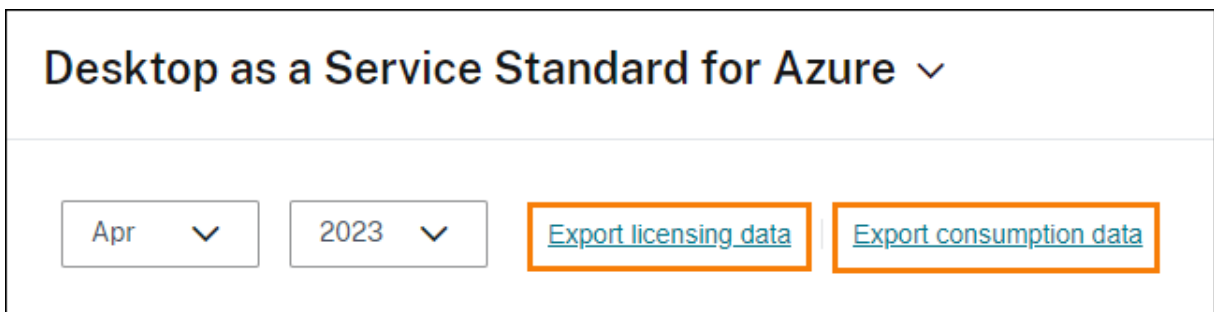 Desktop as a Service Standard for Azure
Apr 2023 Export licensing data Export consumption data